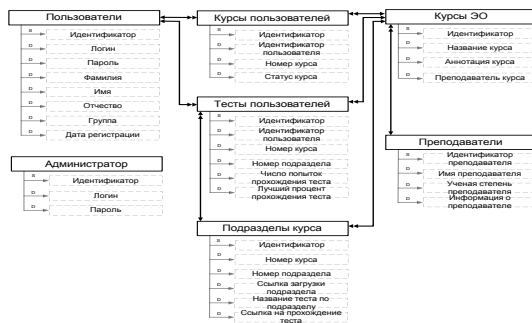 Пользователи
S
Идентификатор
D
Логин
D
Пароль
D
Фамилия
D
Имя
D
Отчество
D
Группа
D
Дата регистрации
Администратор
S
Идентификатор
D
Логин
D
Пароль
Курсы пользователей
S
Идентификатор
D
Идентификатор
пользователя
D
Номер курса
D
Статус курса
Тесты пользователей
S
Идентификатор
D
Идентификатор
пользователя
D
Номер курса
D
Номер подраздела
D
Число попыток
прохождения теста
D
Лучший процент
прохождения теста
Подразделы курса
S
Идентификатор
D
Номер курса
D
Номер подраздела
D
Ссылка загрузки
подраздела
D
Название теста по
подразделу
D
Ссылка на прохождение
теста
Курсы ЭО
S
Идентификатор
D
Название курса
D
Аннотация курса
D
Преподаватель курса
Преподаватели
S
Идентификатор
преподавателя
D
Имя преподавателя
D
Ученая степень
преподавателя
D
Информация о
преподавателе